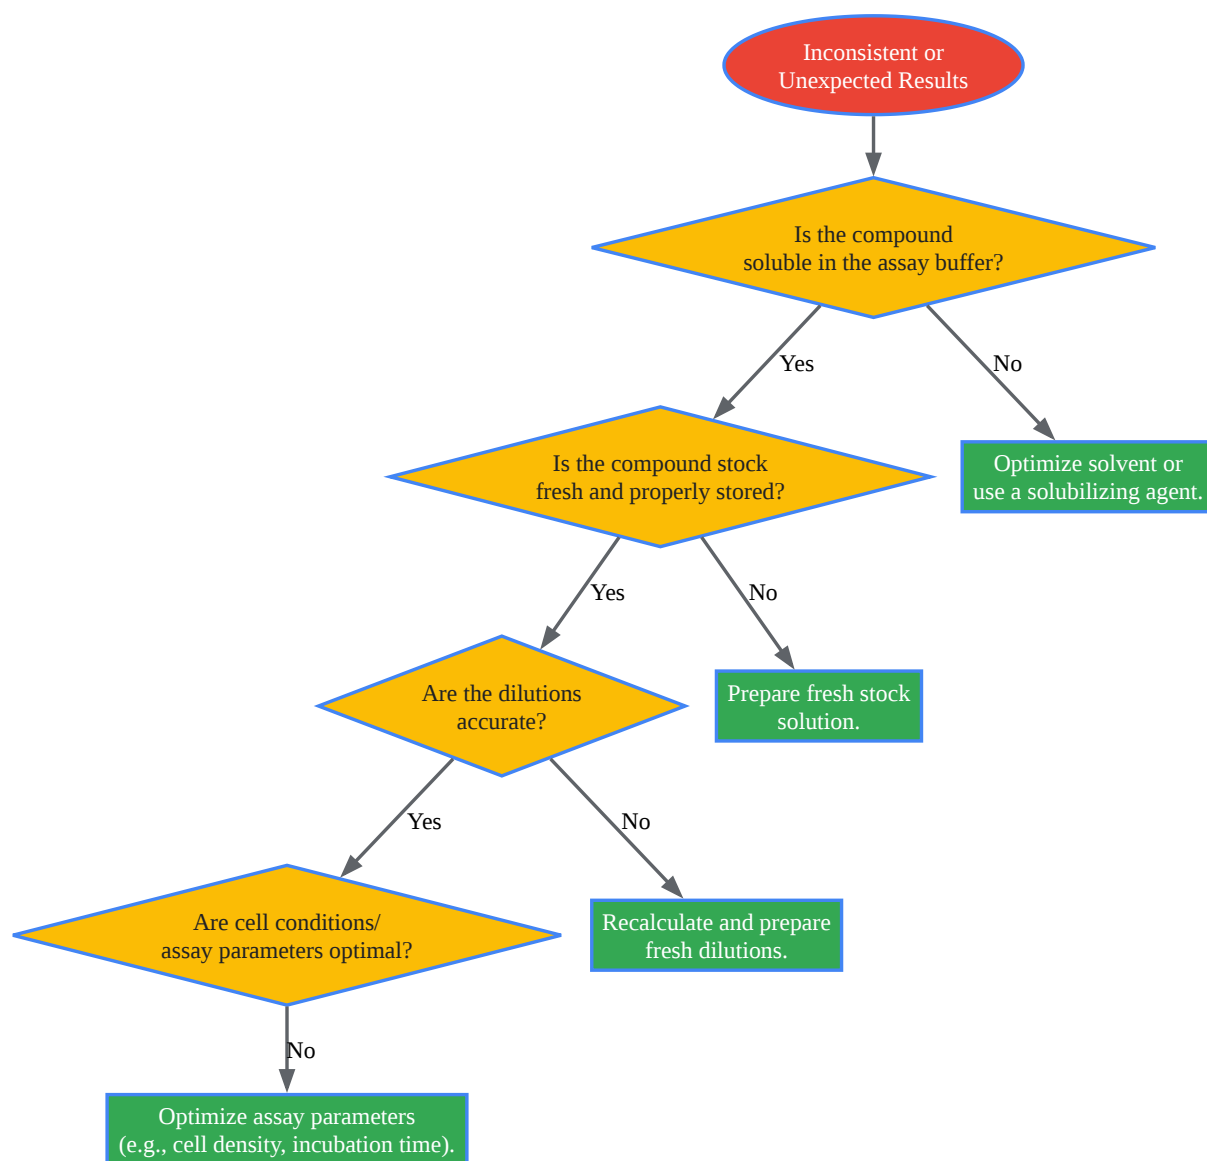 Inconsistent or
Unexpected Results
Is the compound
soluble in the assay buffer?
Yes
No
Is the compound stock
fresh and properly stored?
Optimize solvent or
use a solubilizing agent.
Yes
No
Are the dilutions
accurate?
Prepare fresh stock
solution.
Yes
No
Are cell conditions/
assay parameters optimal?
Recalculate and prepare
fresh dilutions.
No
Optimize assay parameters
(e.g., cell density, incubation time).